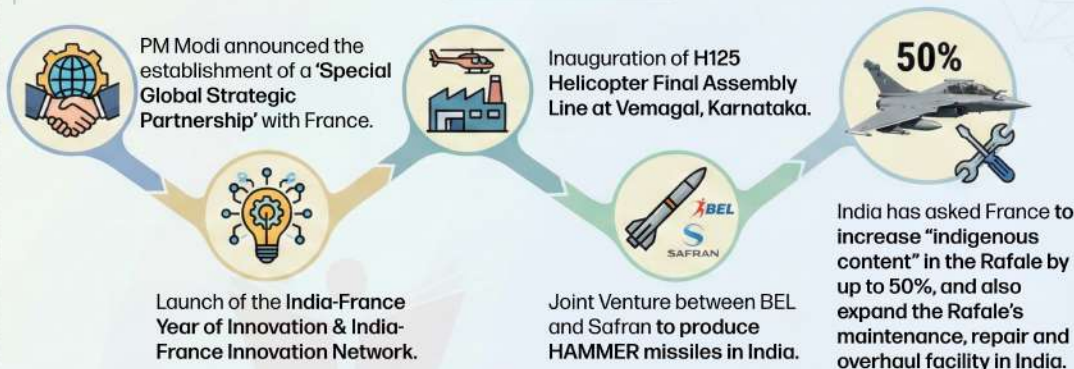 PM Modi announced the
establishment of a 'Special
Global Strategic
Partnership' with France.
Launch of the India-France
Year of Innovation & India-
France Innovation Network.
Inauguration of H125
Helicopter Final Assembly
Line at Vemagal, Karnataka.
BEL
SAFRAN
Joint Venture between BEL
and Safran to produce
HAMMER missiles in India.
50%
India has asked France to
increase "indigenous
content" in the Rafale by
up to 50%, and also
expand the Rafale's
maintenance, repair and
overhaul facility in India.